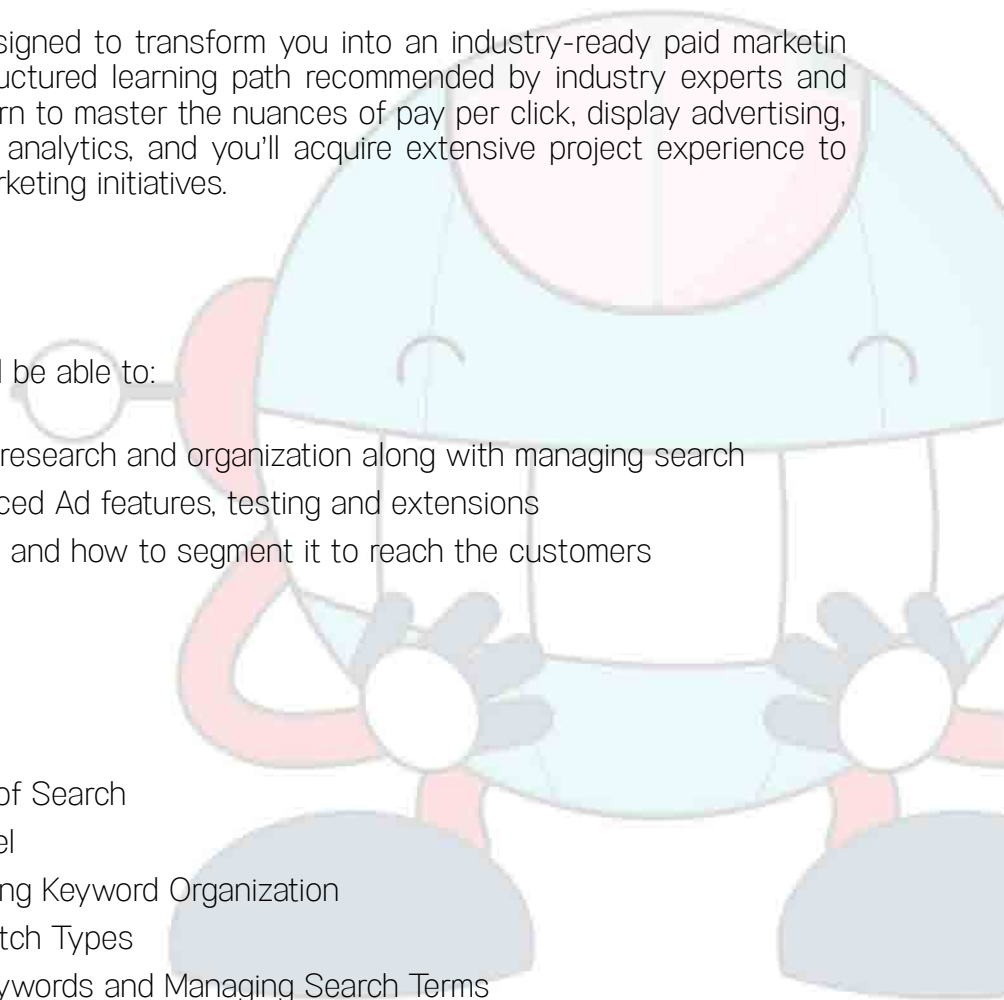 signed to transform you into an industry-ready paid marketin
uctured learning path recommended by industry experts and
rn to master the nuances of pay per click, display advertising,
analytics, and you'll acquire extensive project experience to
rketing initiatives.
l be able to:
research and organization along with managing search
ced Ad features, testing and extensions
and how to segment it to reach the customers
of Search
el
ng Keyword Organization
tch Types
ywords and Managing Search Terms